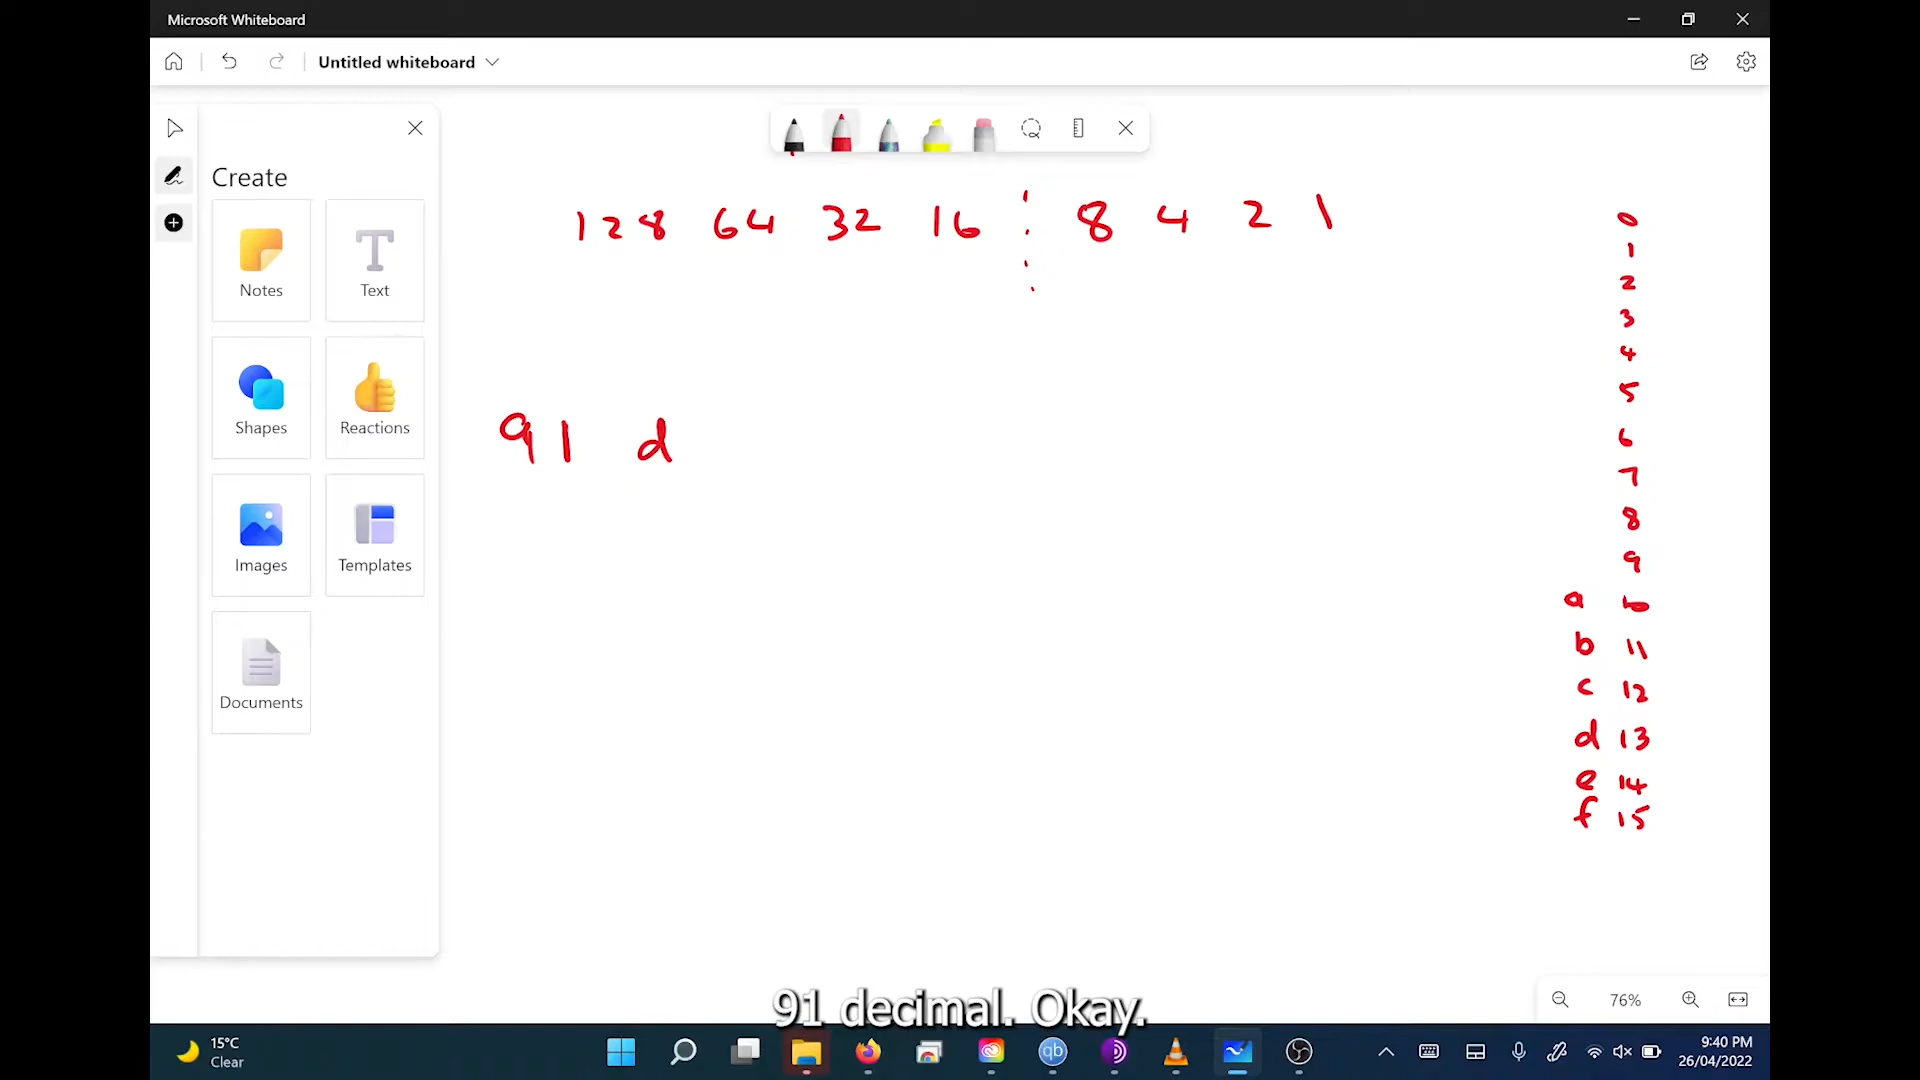 Microsoft Whiteboard
Untitled whiteboard
Create
Notes
Text
Shapes
Reactions
Images
Templates
Documents
128 64 32 16 8 4 2 1
91 d
0
1
2
3
4
5
6
7
8
9
a 10
b 11
c 12
d 13
e 14
f 15
91 decimal. Okay.
76%
15°C
Clear
qb
9:40 PM
26/04/2022